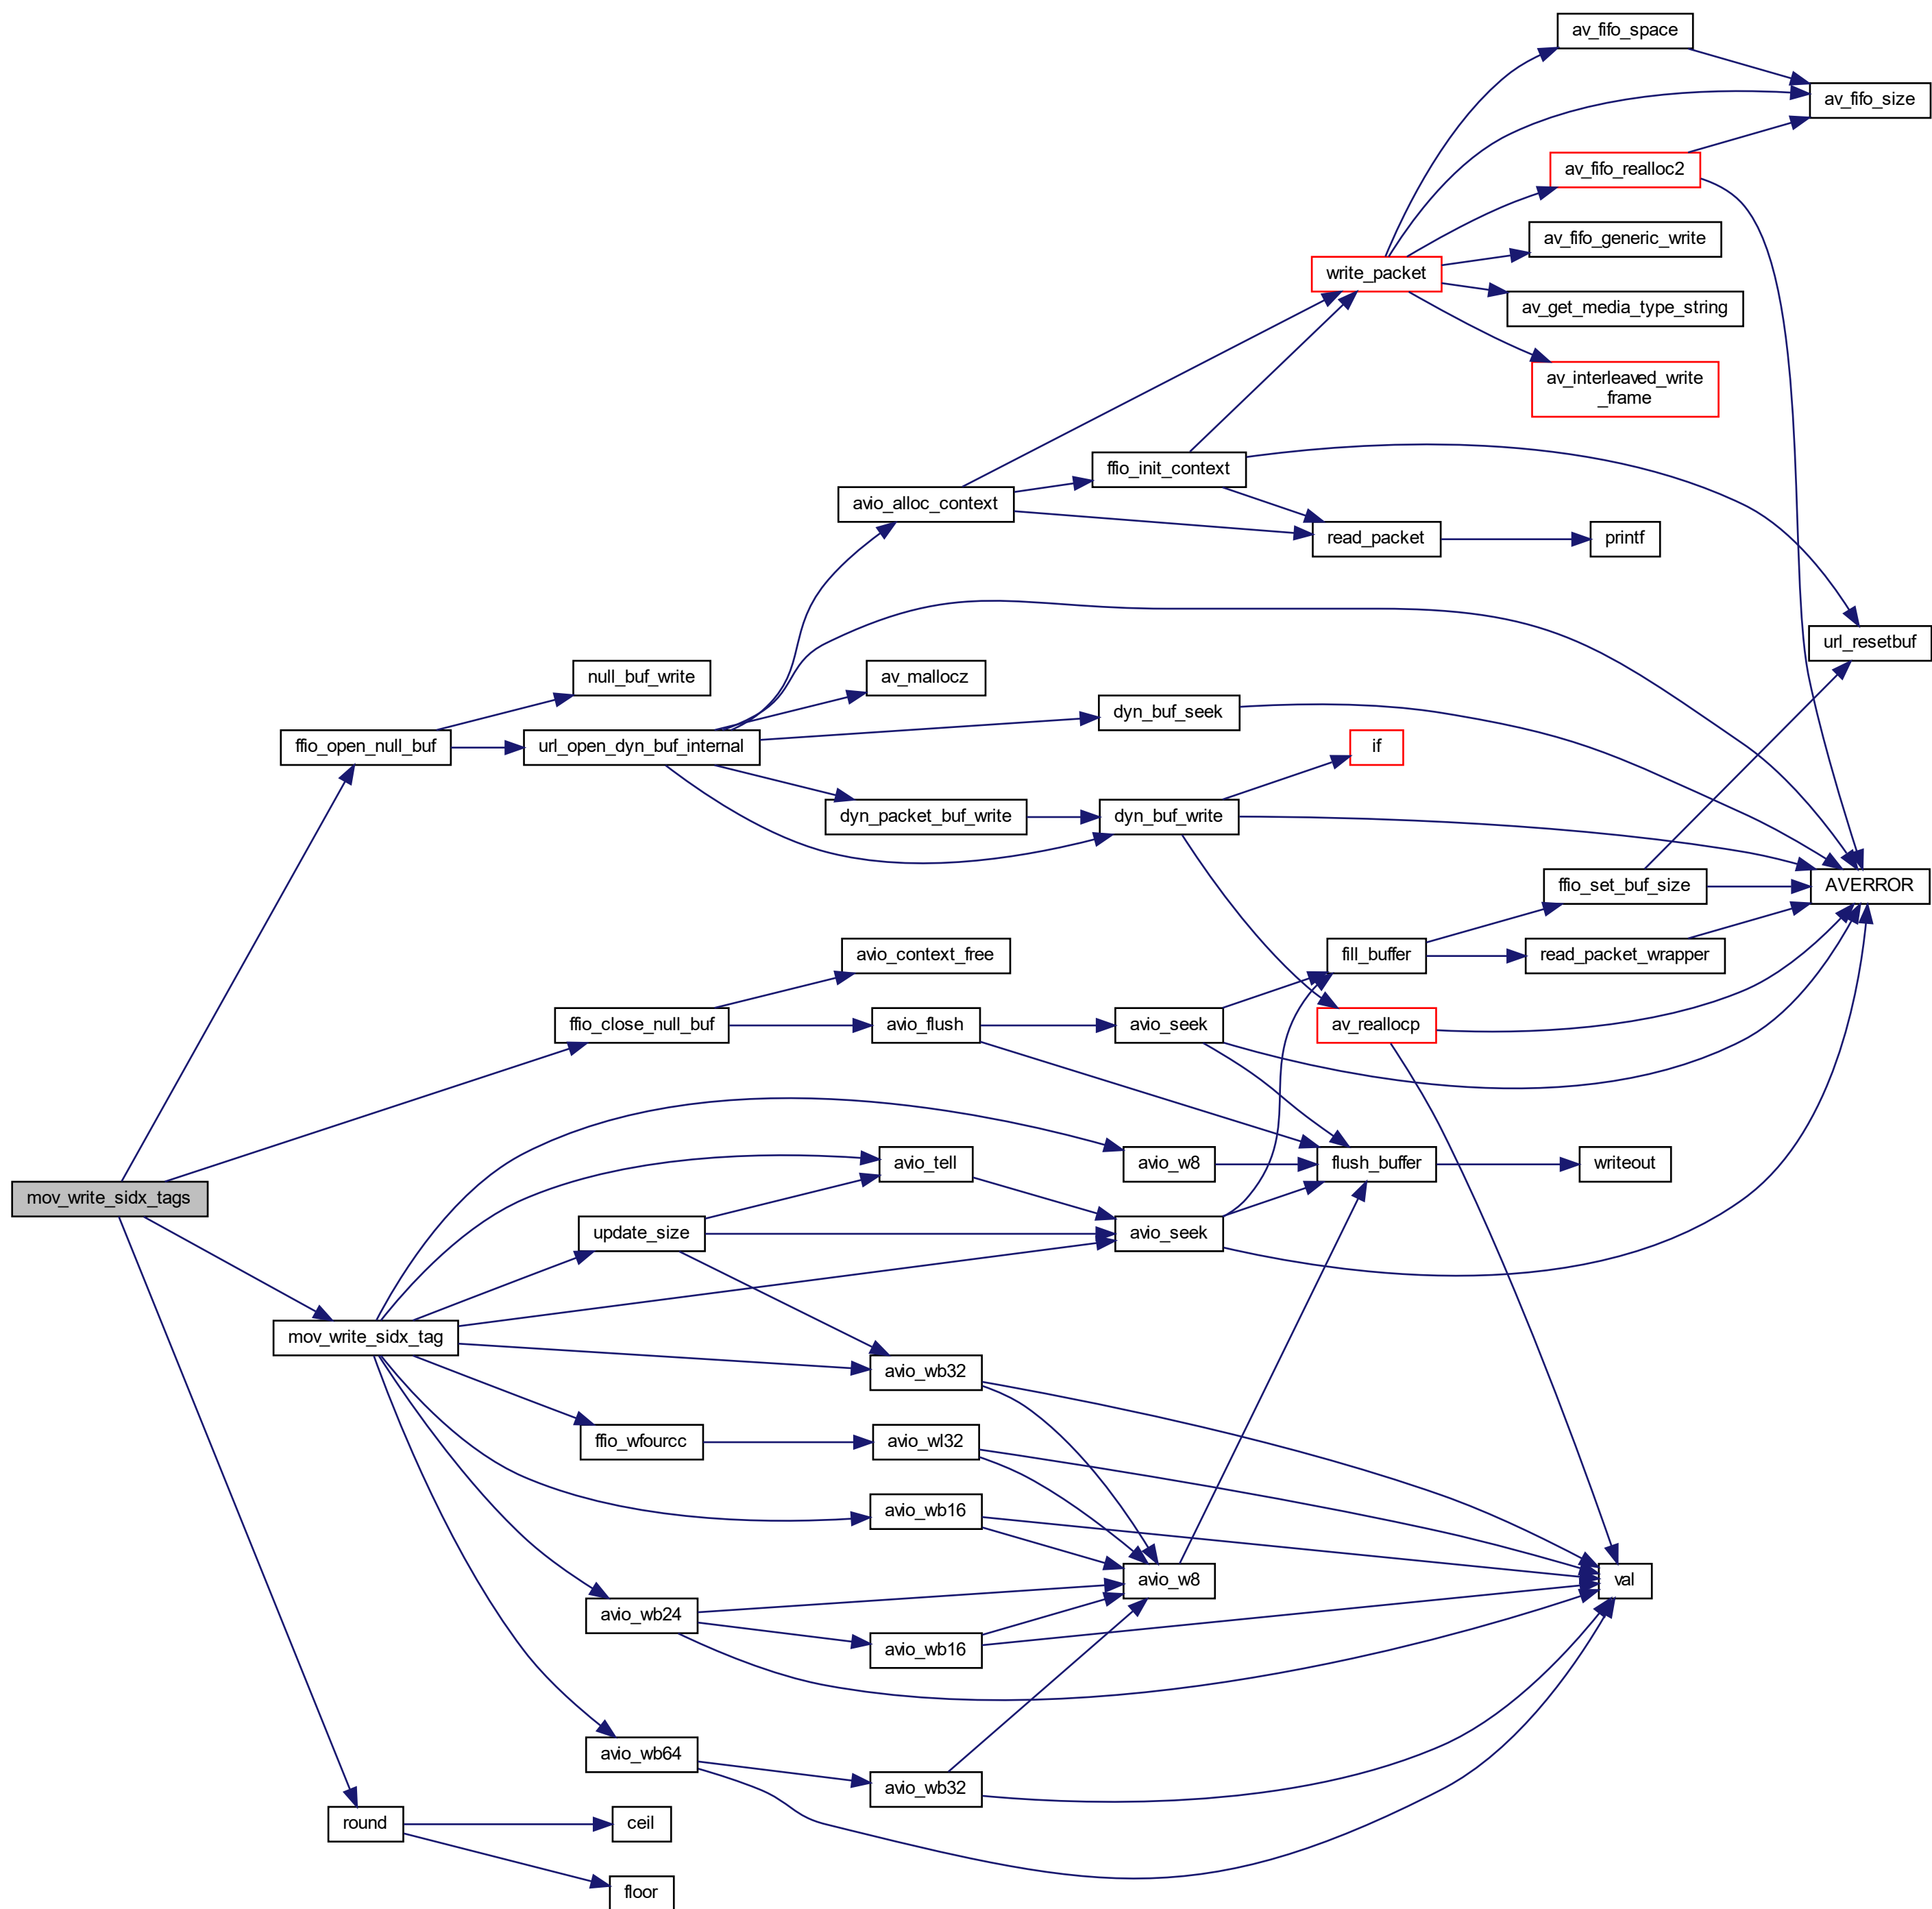 av_fifo_space
av_fifo_size
av_fifo_realloc2
av_fifo_generic_write
write_packet
av_get_media_type_string
av_interleaved_write
_frame
ffio_init_context
avio_alloc_context
read_packet
printf
url_resetbuf
null_buf_write
av_mallocz
dyn_buf_seek
ffio_open_null_buf
url_open_dyn_buf_internal
if
dyn_packet_buf_write
dyn_buf_write
ffio_set_buf_size
AVERROR
avio_context_free
fill_buffer
read_packet_wrapper
ffio_close_null_buf
avio_flush
avio_seek
av_reallocp
avio_tell
avio_w8
flush_buffer
writeout
mov_write_sidx_tags
update_size
avio_seek
mov_write_sidx_tag
avio_wb32
ffio_wfourcc
avio_wl32
avio_wb16
avio_w8
val
avio_wb24
avio_wb16
avio_wb64
avio_wb32
round
ceil
floor